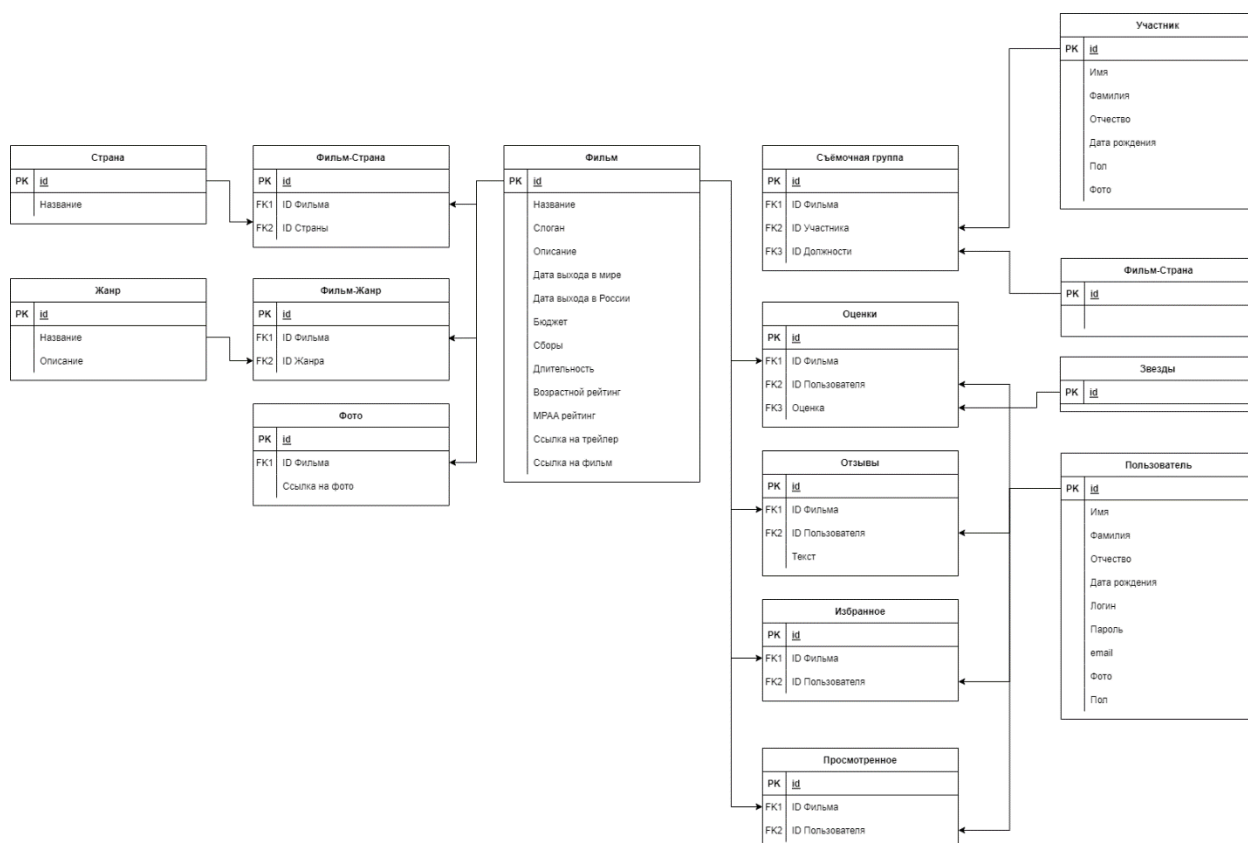 Страна
PK id
Название
Жанр
PK id
Название
Описание
Фильм-Страна
PK id
FK1 ID Фильма
FK2 ID Страны
Фильм-Жанр
PK id
FK1 ID Фильма
FK2 ID Жанра
Фото
PK id
FK1 ID Фильма
Ссылка на фото
Фильм
PK id
Название
Слоган
Описание
Дата выхода в мире
Дата выхода в России
Бюджет
Сборы
Длительность
Возрастной рейтинг
MPAA рейтинг
Ссылка на трейлер
Ссылка на фильм
Съёмочная группа
PK id
FK1 ID Фильма
FK2 ID Участника
FK3 ID Должности
Оценки
PK id
FK1 ID Фильма
FK2 ID Пользователя
FK3 Оценка
Отзывы
PK id
FK1 ID Фильма
FK2 ID Пользователя
Текст
Избранное
PK id
FK1 ID Фильма
FK2 ID Пользователя
Просмотренное
PK id
FK1 ID Фильма
FK2 ID Пользователя
Участник
PK id
Имя
Фамилия
Отчество
Дата рождения
Пол
Фото
Фильм-Страна
PK id
Звезды
PK id
Пользователь
PK id
Имя
Фамилия
Отчество
Дата рождения
Логин
Пароль
email
Фото
Пол